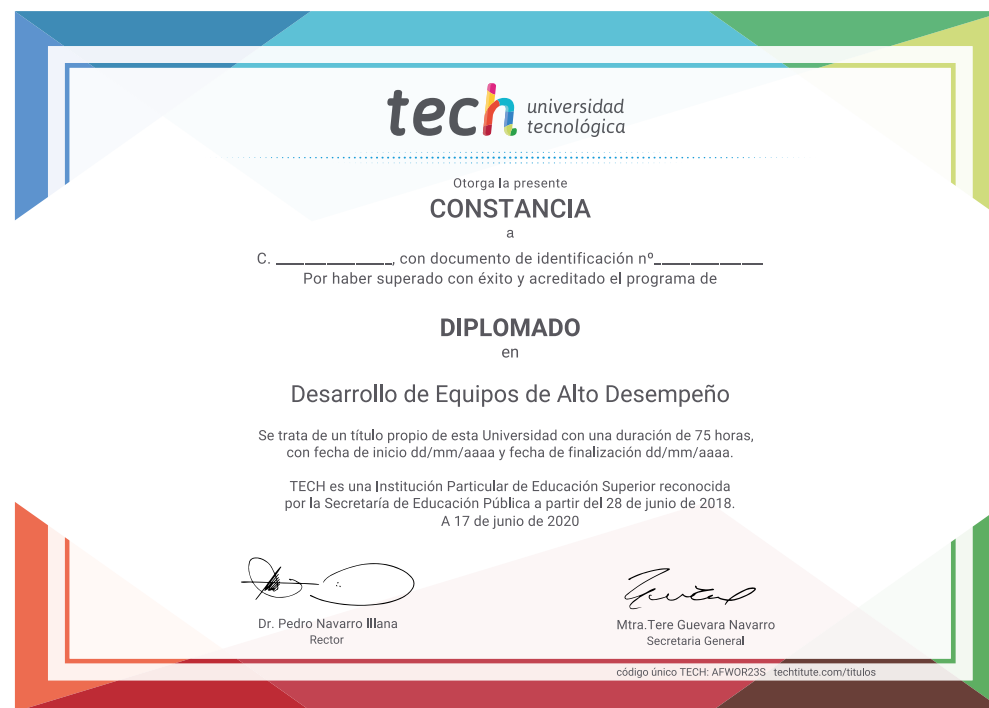 tech universidad
tecnológica
Otorga la presente
CONSTANCIA
a
C. ______________, con documento de identificación nº_____________
Por haber superado con éxito y acreditado el programa de
DIPLOMADO
en
Desarrollo de Equipos de Alto Desempeño
Se trata de un título propio de esta Universidad con una duración de 75 horas,
con fecha de inicio dd/mm/aaaa y fecha de finalización dd/mm/aaaa.
TECH es una Institución Particular de Educación Superior reconocida
por la Secretaría de Educación Pública a partir del 28 de junio de 2018.
A 17 de junio de 2020
Dr. Pedro Navarro Illana
Rector
Mtra.Tere Guevara Navarro
Secretaria General
código único TECH: AFWOR23S techtitute.com/titulos